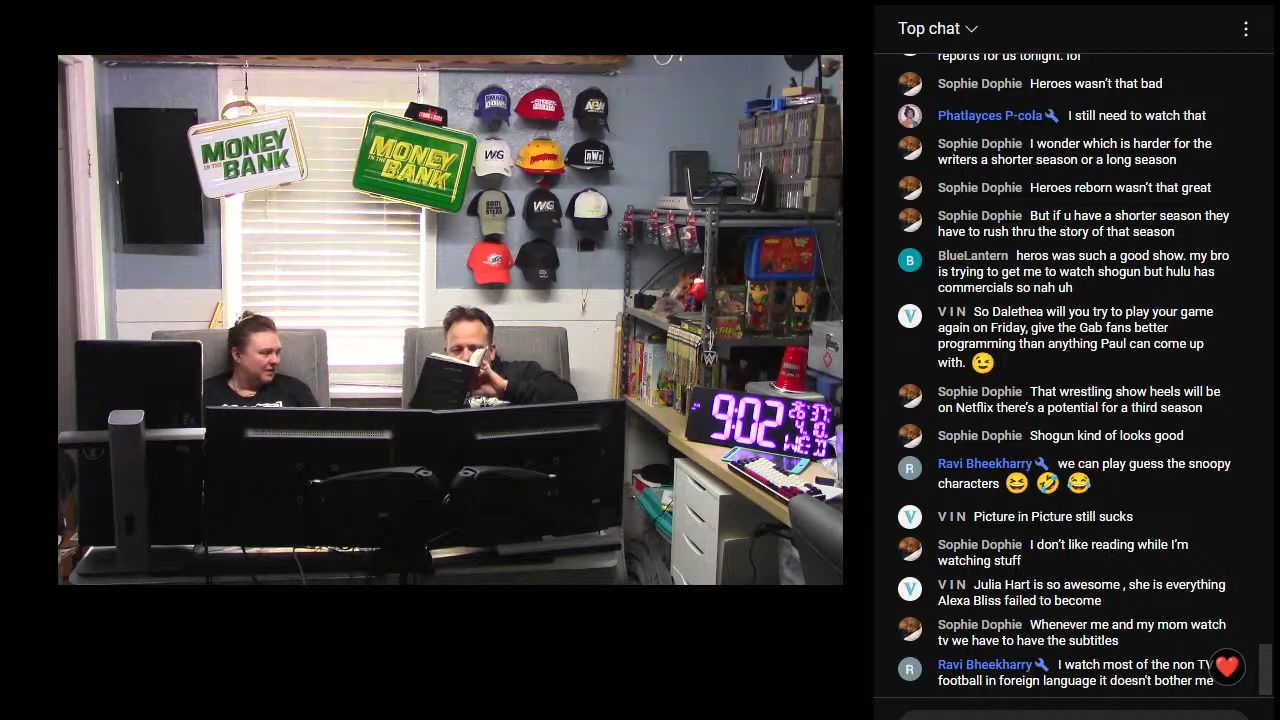 MONEY
IN THE
BANK
MONEY
IN THE
BANK
WG
nWo
WG
9:02
WED
Top chat
reports for us tonight. lol
Sophie Dophie Heroes wasn't that bad
Phatlayces P-cola I still need to watch that
Sophie Dophie I wonder which is harder for the
writers a shorter season or a long season
Sophie Dophie Heroes reborn wasn't that great
Sophie Dophie But if u have a shorter season they
have to rush thru the story of that season
B
BlueLantern heros was such a good show. my bro
is trying to get me to watch shogun but hulu has
commercials so nah uh
V
V I N So Dalethea will you try to play your game
again on Friday, give the Gab fans better
programming than anything Paul can come up
with. 😉
Sophie Dophie That wrestling show heels will be
on Netflix there's a potential for a third season
Sophie Dophie Shogun kind of looks good
R
Ravi Bheekharry we can play guess the snoopy
characters 😆 🤣 😂
V
V I N Picture in Picture still sucks
Sophie Dophie I don't like reading while I'm
watching stuff
V
V I N Julia Hart is so awesome , she is everything
Alexa Bliss failed to become
Sophie Dophie Whenever me and my mom watch
tv we have to have the subtitles
R
Ravi Bheekharry I watch most of the non TV
football in foreign language it doesn't bother me